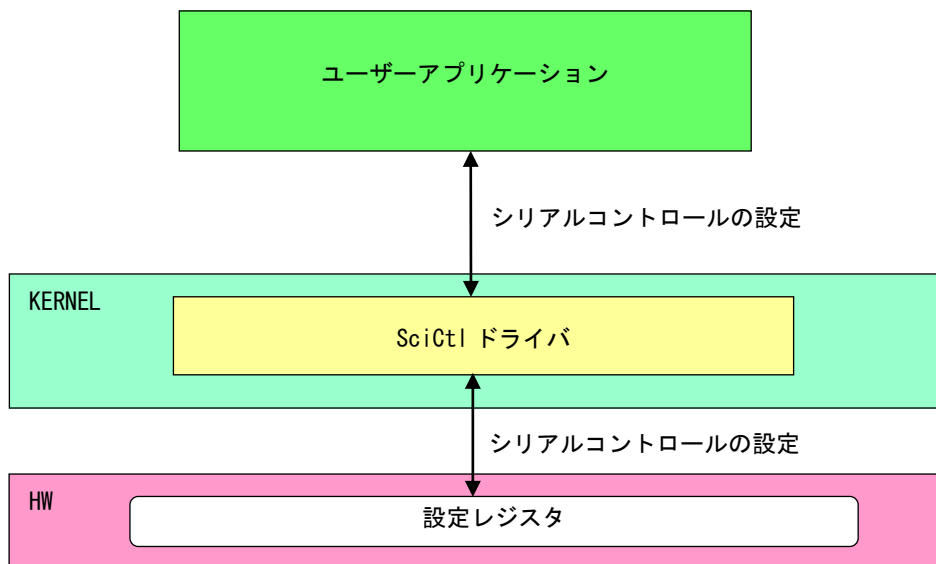 ユーザーアプリケーション
シリアルコントロールの設定
KERNEL
SciCtl ドライバ
シリアルコントロールの設定
HW
設定レジスタ